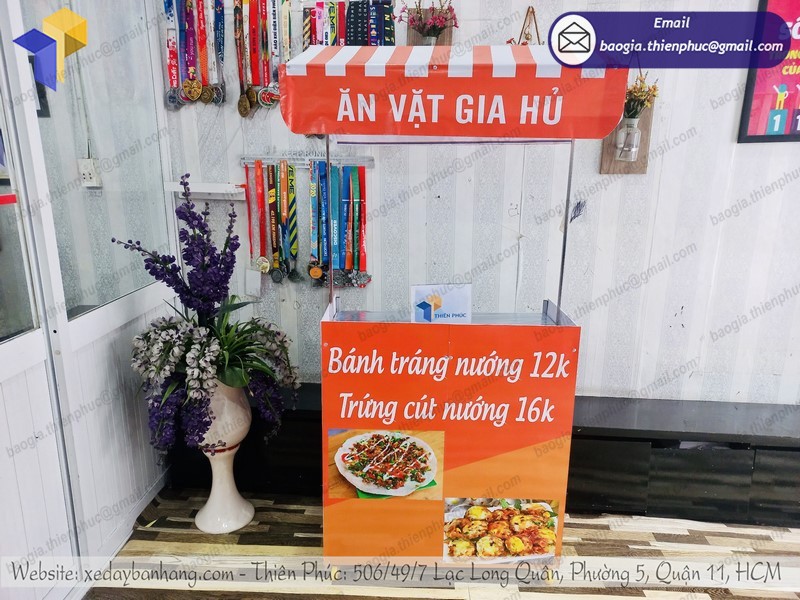 Email
baogia.thienphuc@gmail.com
ĂN VẶT GIA HỦ
THIÊN PHÚC
Bánh tráng nướng 12k
Trứng cút nướng 16k
Website: xedaybanhang.com - Thiên Phúc: 506/49/7 Lạc Long Quân, Phường 5, Quận 11, HCM